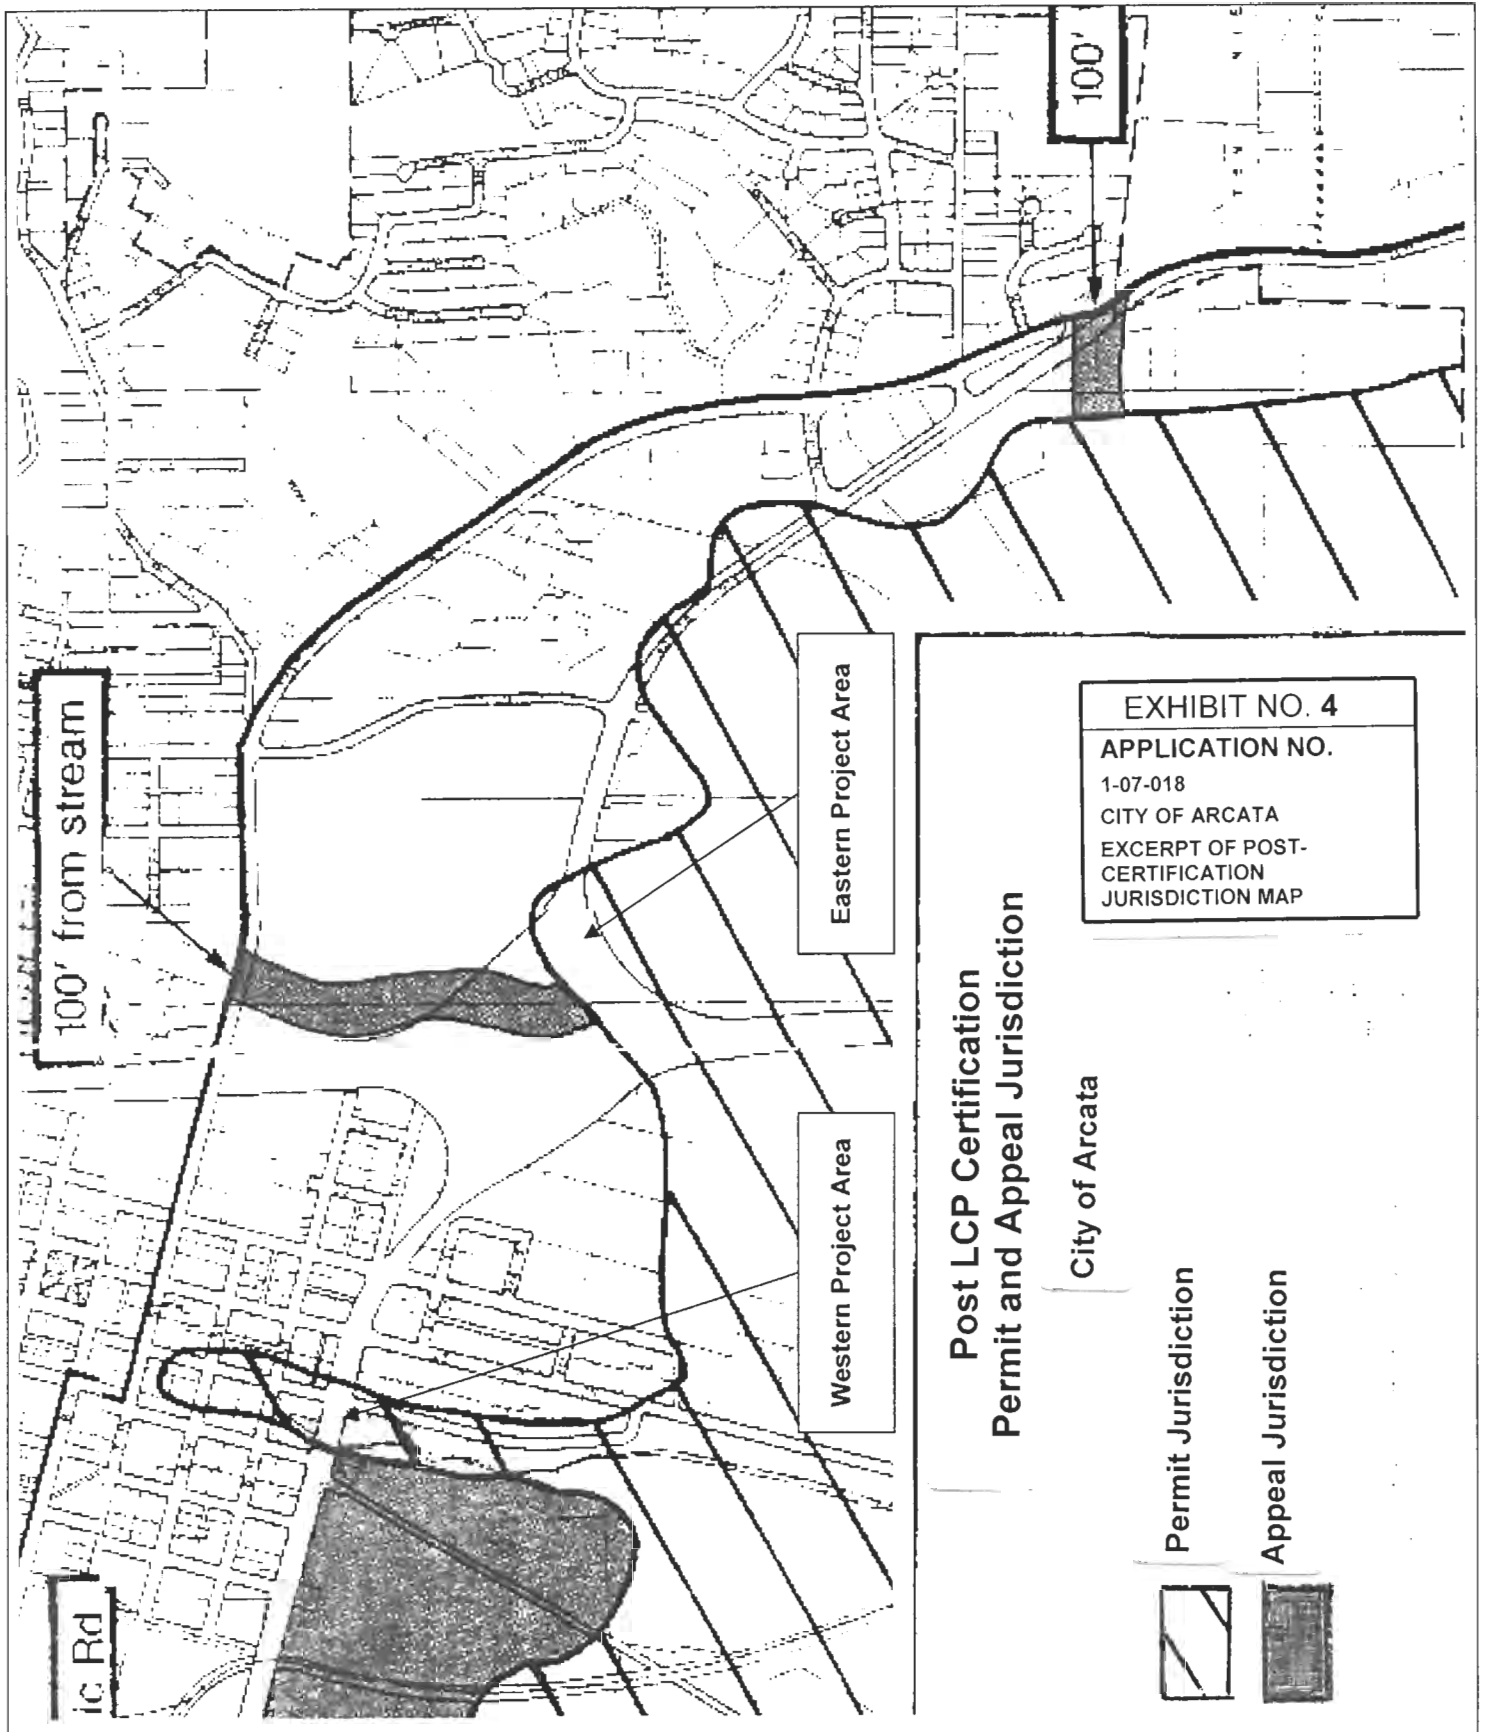 100'
100' from stream
ic Rd
Eastern Project Area
Western Project Area
EXHIBIT NO. 4
APPLICATION NO.
1-07-018
CITY OF ARCATA
EXCERPT OF POST-
CERTIFICATION
JURISDICTION MAP
Post LCP Certification
Permit and Appeal Jurisdiction
City of Arcata
Permit Jurisdiction
Appeal Jurisdiction